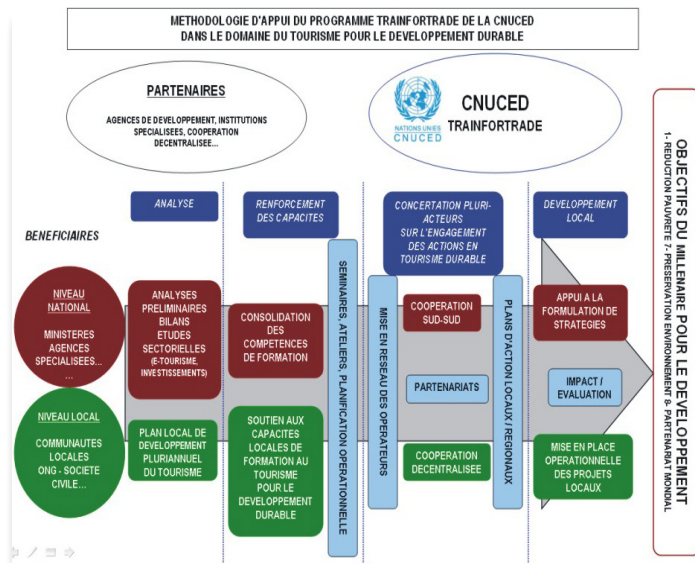 METHODOLOGIE D'APPUI DU PROGRAMME TRAINFORTRADE DE LA CNUCED
DANS LE DOMAINE DU TOURISME POUR LE DEVELOPPEMENT DURABLE
PARTENAIRES
AGENCES DE DEVELOPPEMENT, INSTITUTIONS
SPECIALISEES, COOPERATION
DECENTRALISEE...
NATIONS UNIES
CNUCED
CNUCED
TRAINFORTRADE
BENEFICIAIRES
ANALYSE
RENFORCEMENT
DES CAPACITES
CONCERTATION PLURI-
ACTEURS
SUR L'ENGAGEMENT
DES ACTIONS EN
TOURISME DURABLE
DEVELOPPEMENT
LOCAL
NIVEAU
NATIONAL
MINISTERES
AGENCES
SPECIALISEES...
...
ANALYSES
PRELIMINAIRES
BILANS
ETUDES
SECTORIELLES
(E-TOURISME,
INVESTISSEMENTS)
CONSOLIDATION
DES
COMPETENCES
DE FORMATION
SEMINAIRES, ATELIERS, PLANIFICATION OPERATIONNELLE
MISE EN RESEAU DES OPERATEURS
COOPERATION
SUD-SUD
PARTENARIATS
COOPERATION
DECENTRALISEE
PLANS D'ACTION LOCAUX / REGIONAUX
APPUI A LA
FORMULATION DE
STRATEGIES
IMPACT /
EVALUATION
MISE EN PLACE
OPERATIONNELLE
DES PROJETS
LOCAUX
NIVEAU LOCAL
COMMUNAUTES
LOCALES
ONG - SOCIETE
CIVILE...
PLAN LOCAL DE
DEVELOPPEMENT
PLURIANNUEL
DU TOURISME
SOUTIEN AUX
CAPACITES
LOCALES DE
FORMATION AU
TOURISME
POUR LE
DEVELOPPEMENT
DURABLE
OBJECTIFS DU MILLENAIRE POUR LE DEVELOPPEMENT
1- REDUCTION PAUVRETE 7- PRESERVATION ENVIRONNEMENT 8- PARTENARIAT MONDIAL